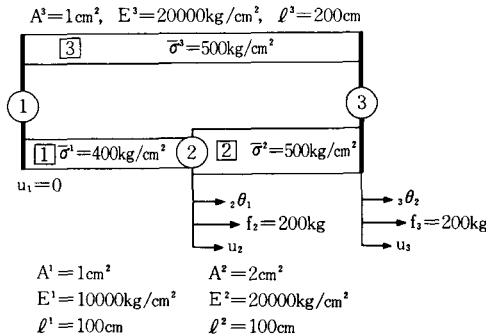 A³=1cm², E³=20000kg/cm², ℓ³=200cm
3 σ̄³=500kg/cm²
1 3
1 σ̄¹=400kg/cm² 2 2 σ̄²=500kg/cm²
u₁=0
₂θ₁ ₃θ₂
f₂=200kg f₃=200kg
u₂ u₃
A¹=1cm² A²=2cm²
E¹=10000kg/cm² E²=20000kg/cm²
ℓ¹=100cm ℓ²=100cm